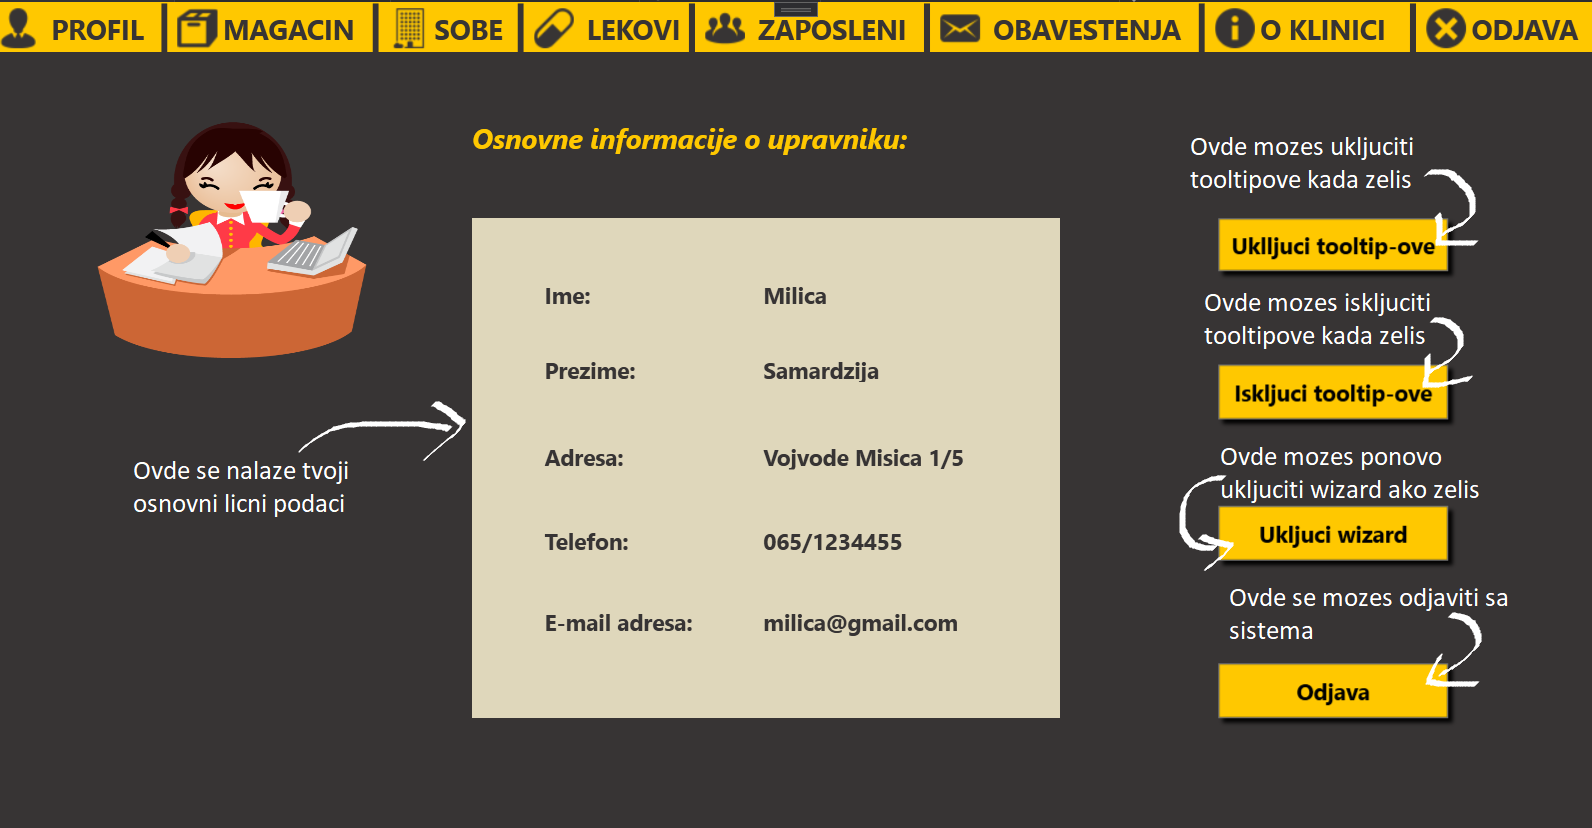 PROFIL MAGACIN SOBE LEKOVI ZAPOSLENI OBAVESTENJA O KLINICI ODJAVA
Osnovne informacije o upravniku:
Ime: Milica
Prezime: Samardzija
Adresa: Vojvode Misica 1/5
Telefon: 065/1234455
E-mail adresa: milica@gmail.com
Ovde se nalaze tvoji
osnovni licni podaci
Ovde mozes ukljuciti
tooltipove kada zelis
Uklljuci tooltip-ove
Ovde mozes iskljuciti
tooltipove kada zelis
Iskljuci tooltip-ove
Ovde mozes ponovo
ukljuciti wizard ako zelis
Ukljuci wizard
Ovde se mozes odjaviti sa
sistema
Odjava